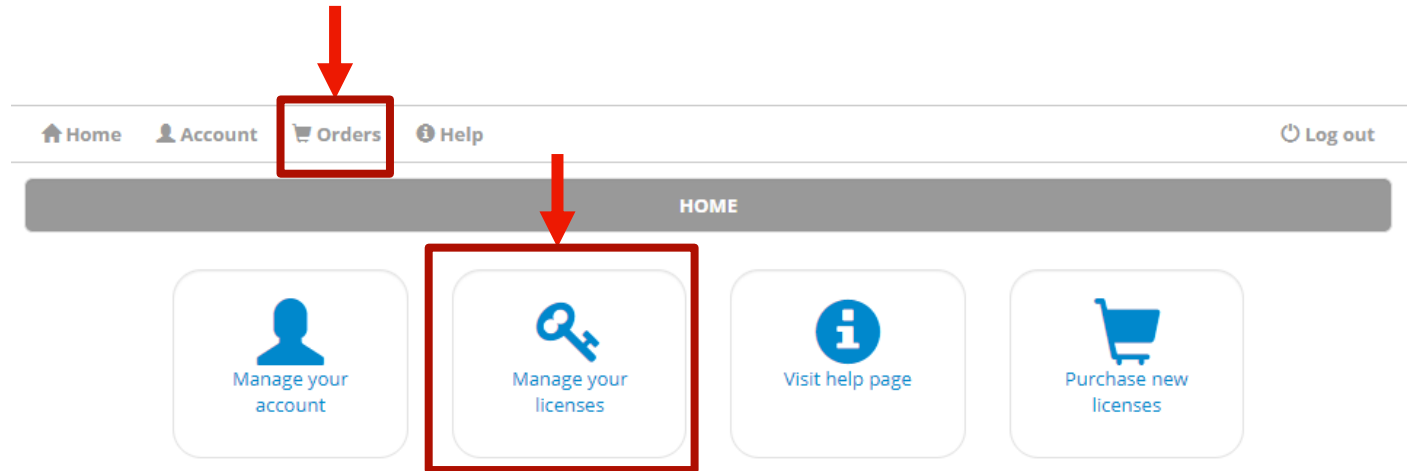 Home Account Orders Help Log out
HOME
Manage your account
Manage your licenses
Visit help page
Purchase new licenses